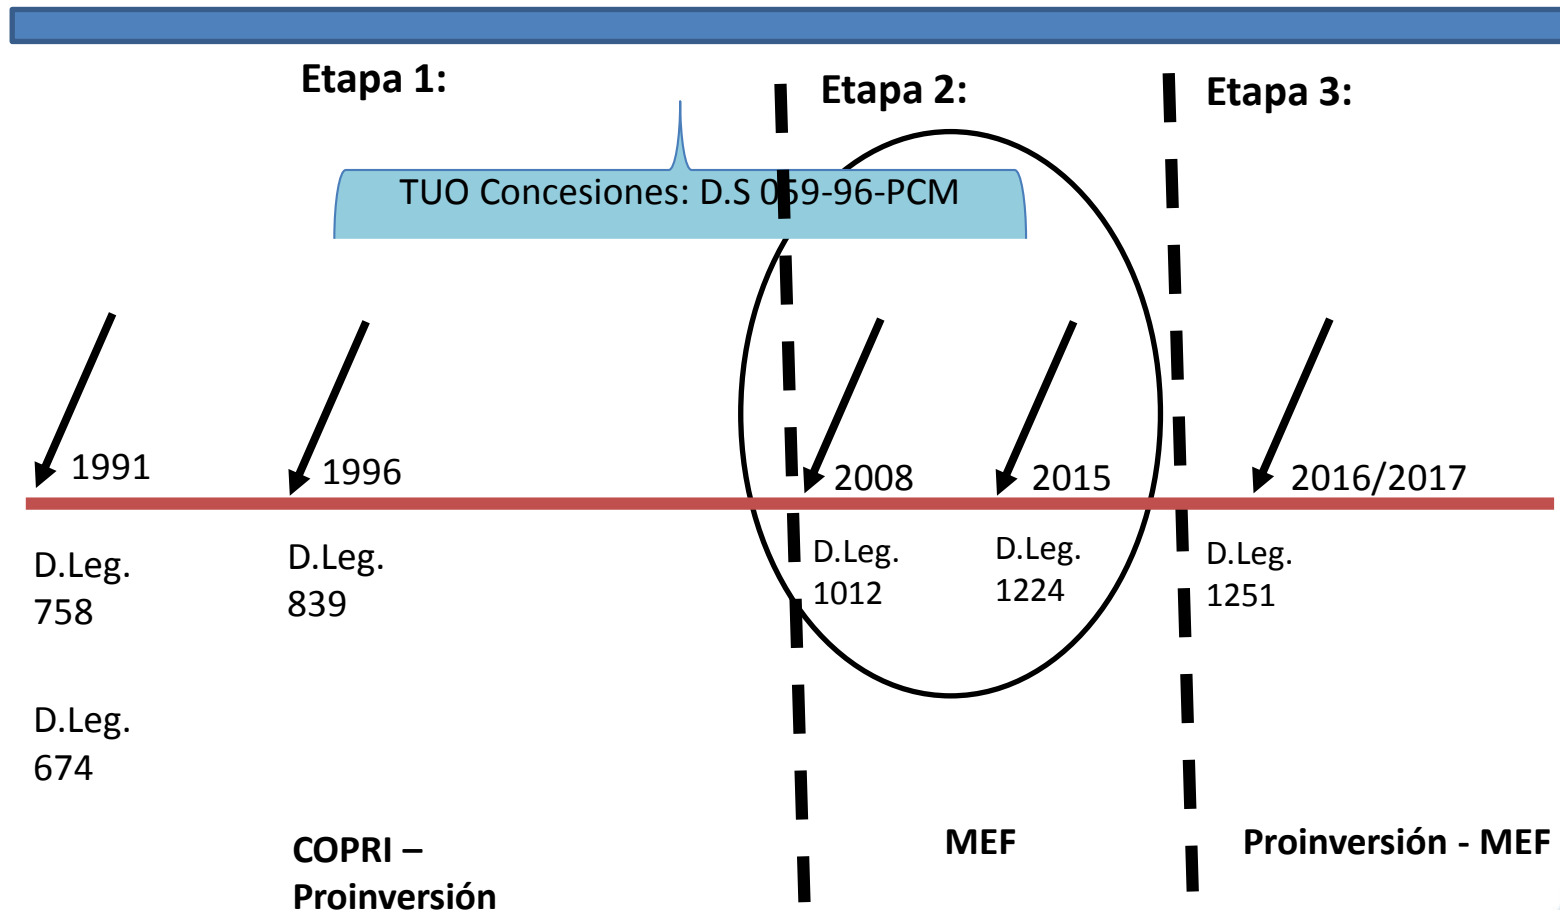 Etapa 1:
Etapa 2:
Etapa 3:
TUO Concesiones: D.S 059-96-PCM
1991
1996
2008
2015
2016/2017
D.Leg.
758
D.Leg.
839
D.Leg.
1012
D.Leg.
1224
D.Leg.
1251
D.Leg.
674
COPRI –
Proinversión
MEF
Proinversión - MEF